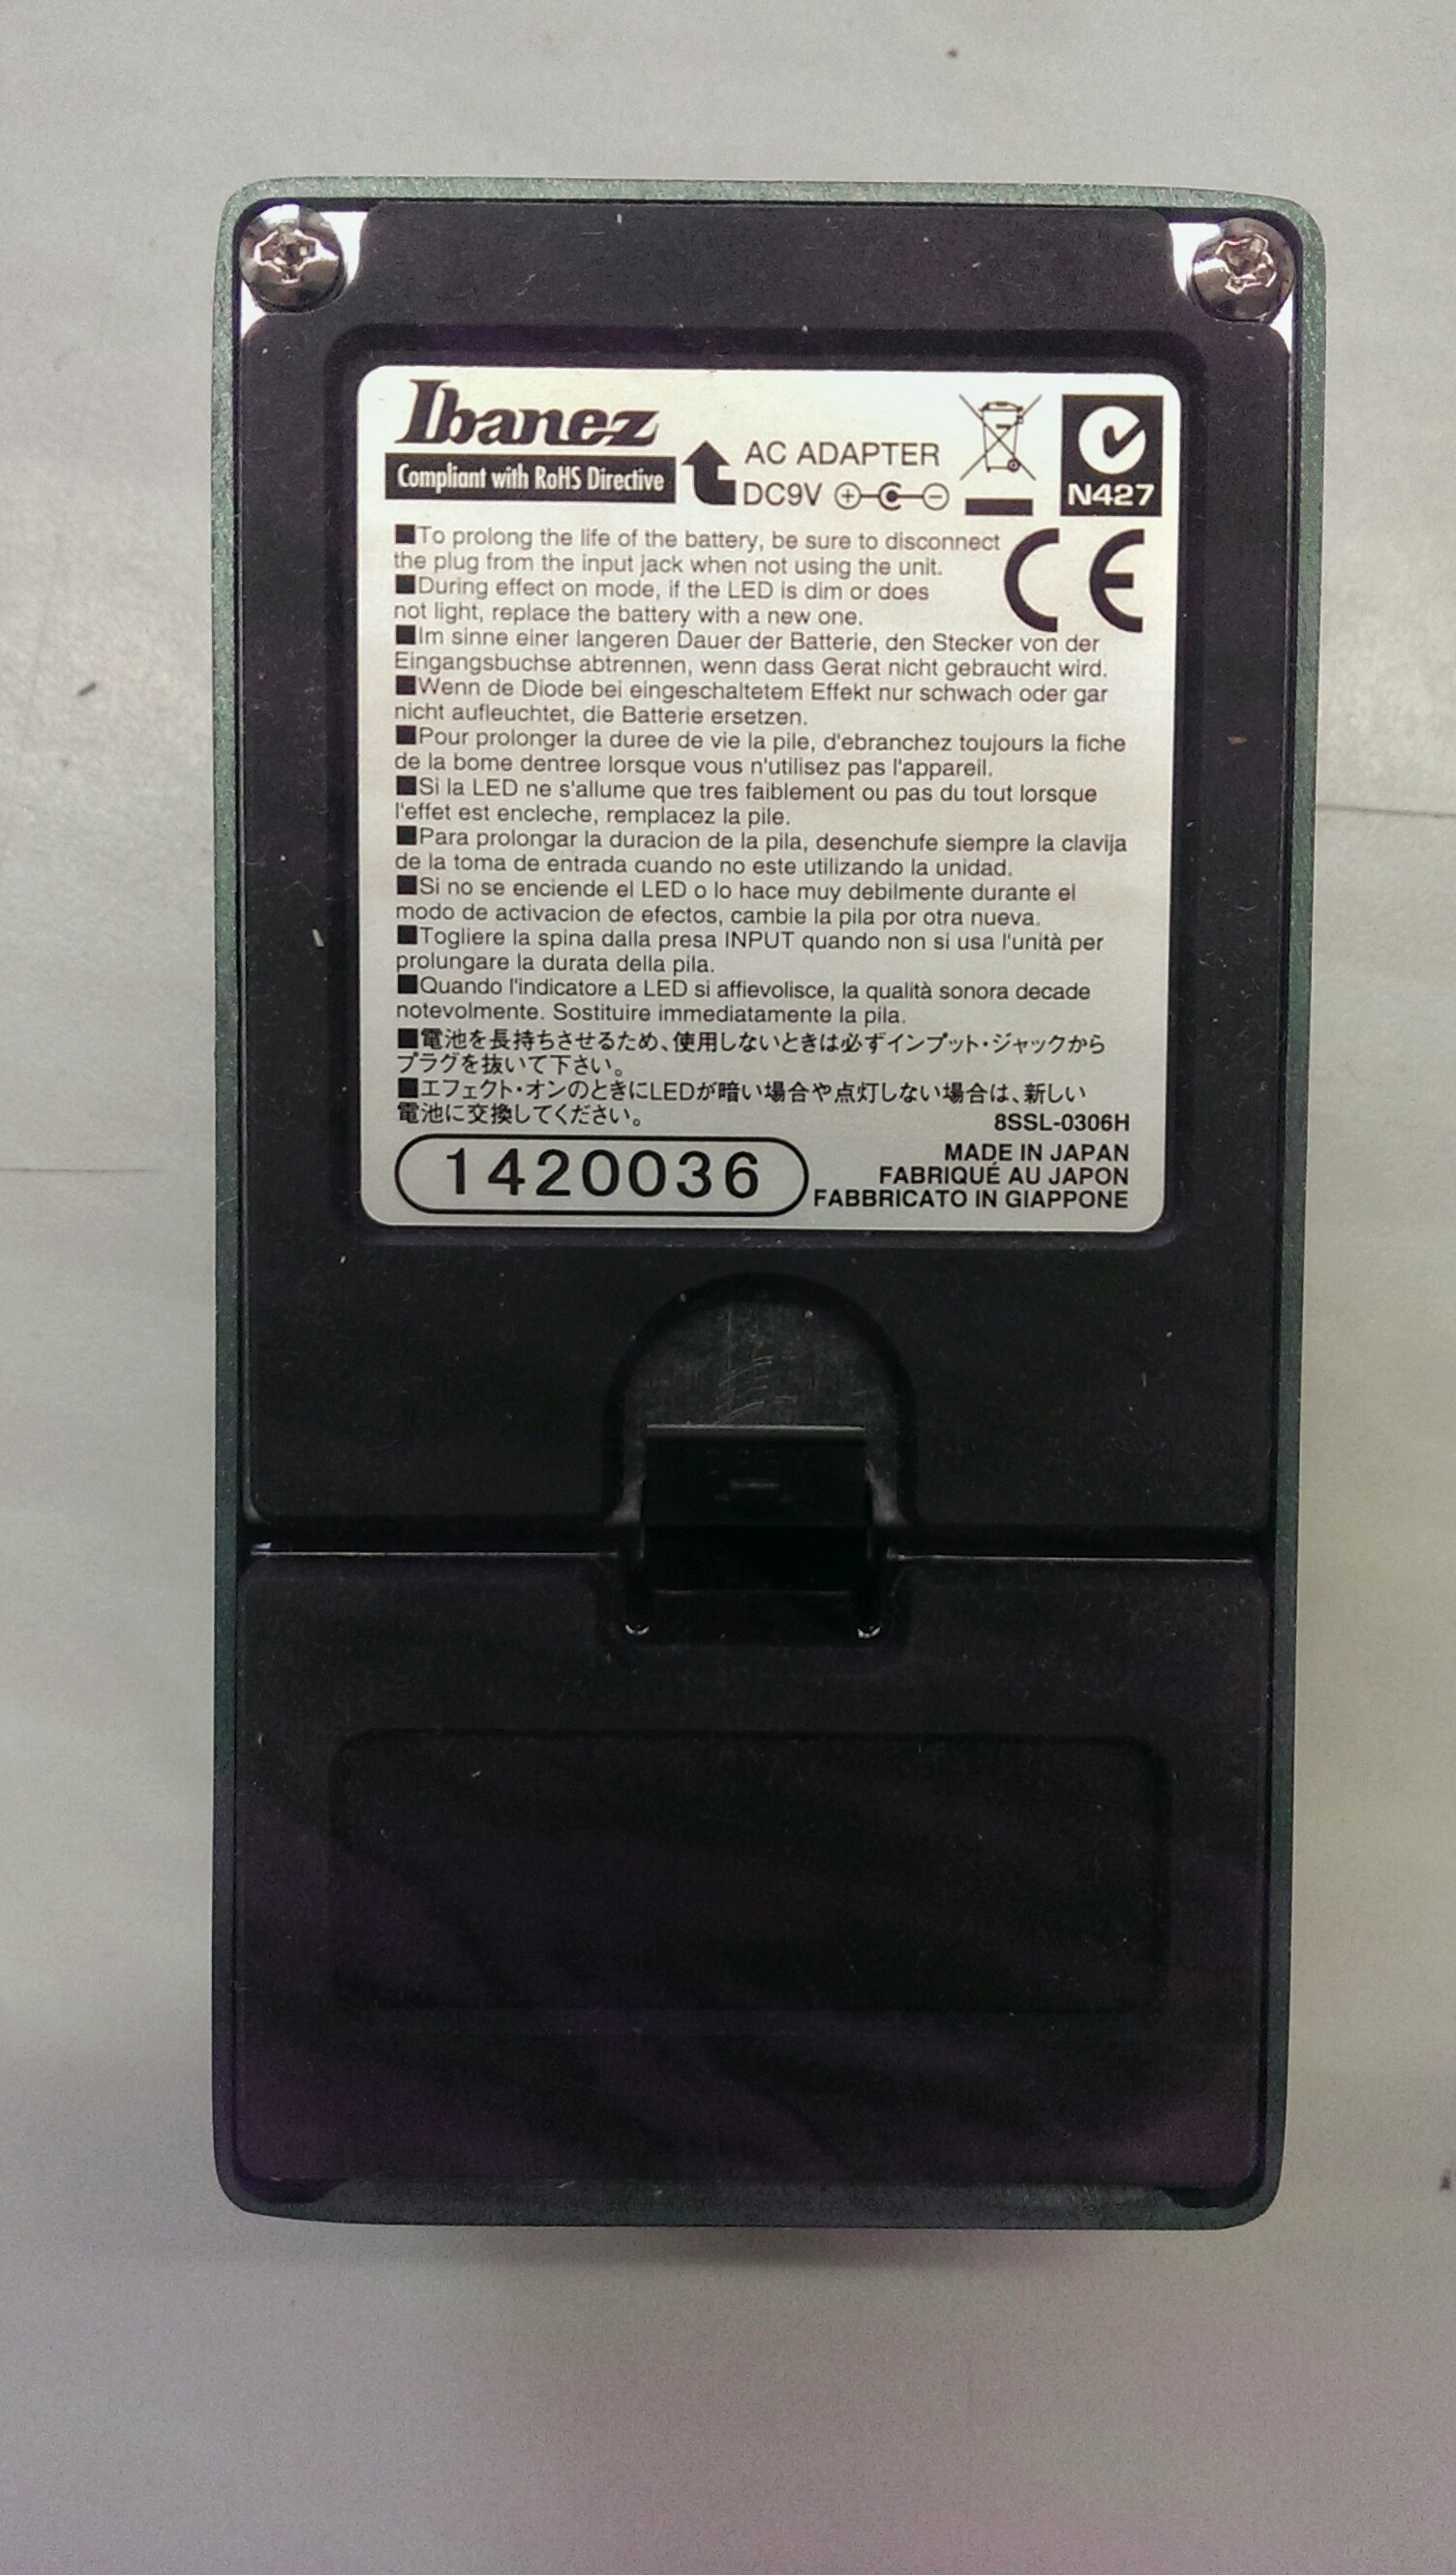 Ibanez
Compliant with RoHS Directive
AC ADAPTER
DC9V
N427
CE
■To prolong the life of the battery, be sure to disconnect
the plug from the input jack when not using the unit.
■During effect on mode, if the LED is dim or does
not light, replace the battery with a new one.
■Im sinne einer langeren Dauer der Batterie, den Stecker von der
Eingangsbuchse abtrennen, wenn dass Gerat nicht gebraucht wird.
■Wenn de Diode bei eingeschaltetem Effekt nur schwach oder gar
nicht aufleuchtet, die Batterie ersetzen.
■Pour prolonger la duree de vie la pile, d'ebranchez toujours la fiche
de la bome dentree lorsque vous n'utilisez pas l'appareil.
■Si la LED ne s'allume que tres faiblement ou pas du tout lorsque
l'effet est encleche, remplacez la pile.
■Para prolongar la duracion de la pila, desenchufe siempre la clavija
de la toma de entrada cuando no este utilizando la unidad.
■Si no se enciende el LED o lo hace muy debilmente durante el
modo de activacion de efectos, cambie la pila por otra nueva.
■Togliere la spina dalla presa INPUT quando non si usa l'unità per
prolungare la durata della pila.
■Quando l'indicatore a LED si affievolisce, la qualità sonora decade
notevolmente. Sostituire immediatamente la pila.
■電池を長持ちさせるため、使用しないときは必ずインプット・ジャックから
プラグを抜いて下さい。
■エフェクト・オンのときにLEDが暗い場合や点灯しない場合は、新しい
電池に交換してください。
8SSL-0306H
1420036
MADE IN JAPAN
FABRIQUÉ AU JAPON
FABBRICATO IN GIAPPONE